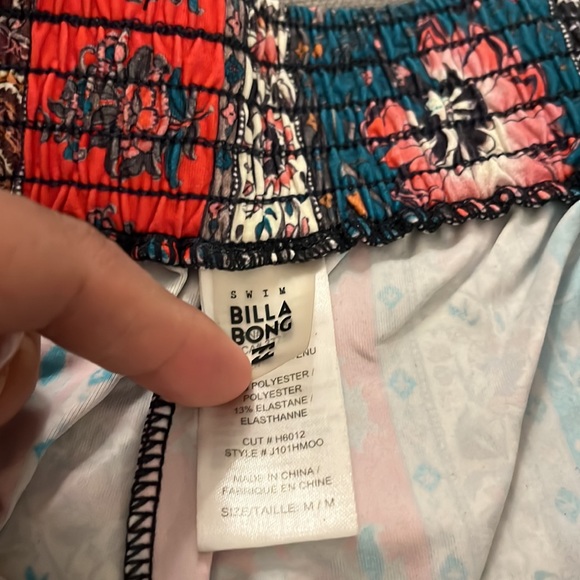 SWIM
BILLA
BONG
POLYESTER /
POLYESTER
13% ELASTANE /
ELASTHANNE
CUT # H6012
STYLE # J101HMOO
MADE IN CHINA /
FABRIQUE EN CHINE
SIZE/TAILLE: M / M